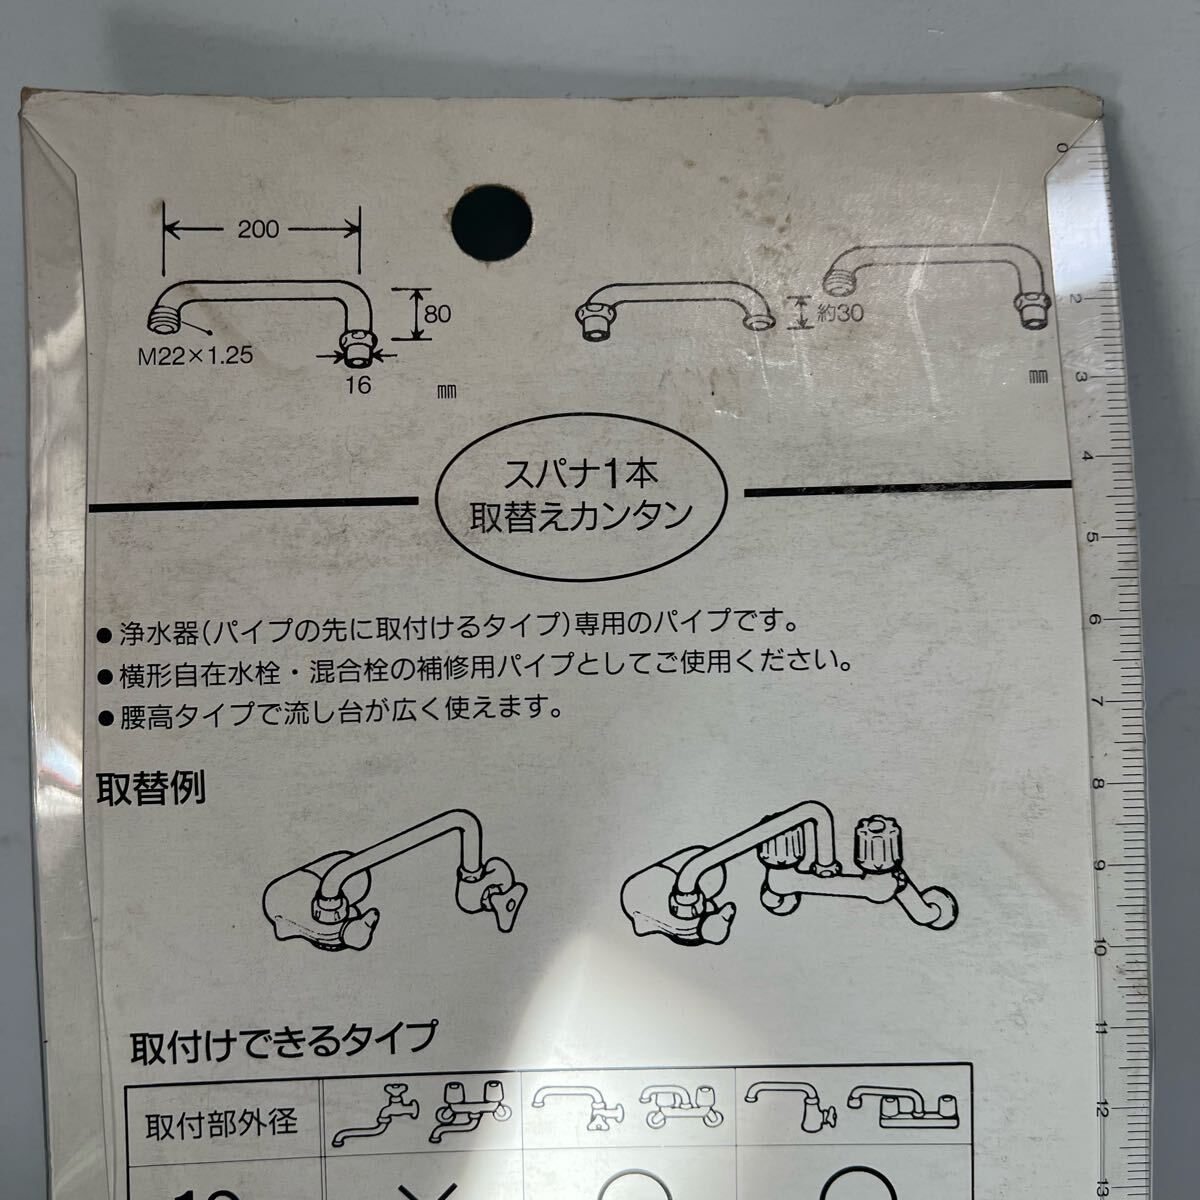 200
80
M22×1.25
16
㎜
約30
㎜
スパナ1本
取替えカンタン
●浄水器(パイプの先に取付けるタイプ)専用のパイプです。
●横形自在水栓・混合栓の補修用パイプとしてご使用ください。
●腰高タイプで流し台が広く使えます。
取替例
取付けできるタイプ
取付部外径
× ○ ○
0
2
3
4
5
6
7
8
9
10
11
12
13